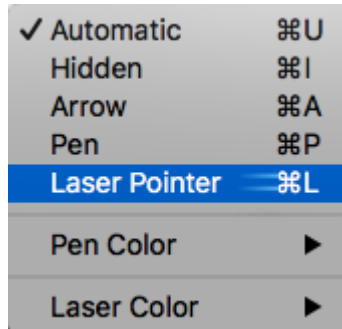 ✓ Automatic ⌘U
Hidden ⌘I
Arrow ⌘A
Pen ⌘P
Laser Pointer ⌘L
Pen Color ▶
Laser Color ▶